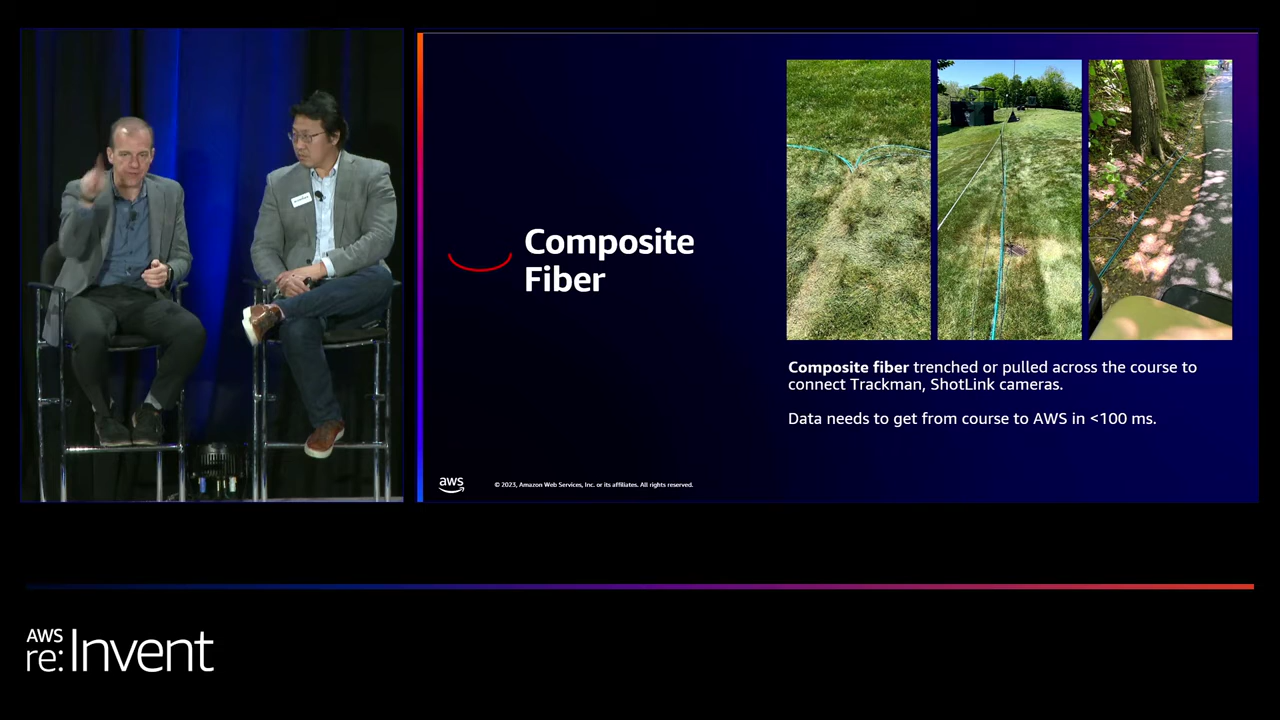 Composite
Fiber
Composite fiber trenched or pulled across the course to
connect Trackman, ShotLink cameras.
Data needs to get from course to AWS in <100 ms.
aws
© 2023, Amazon Web Services, Inc. or its affiliates. All rights reserved.
AWS
re:Invent